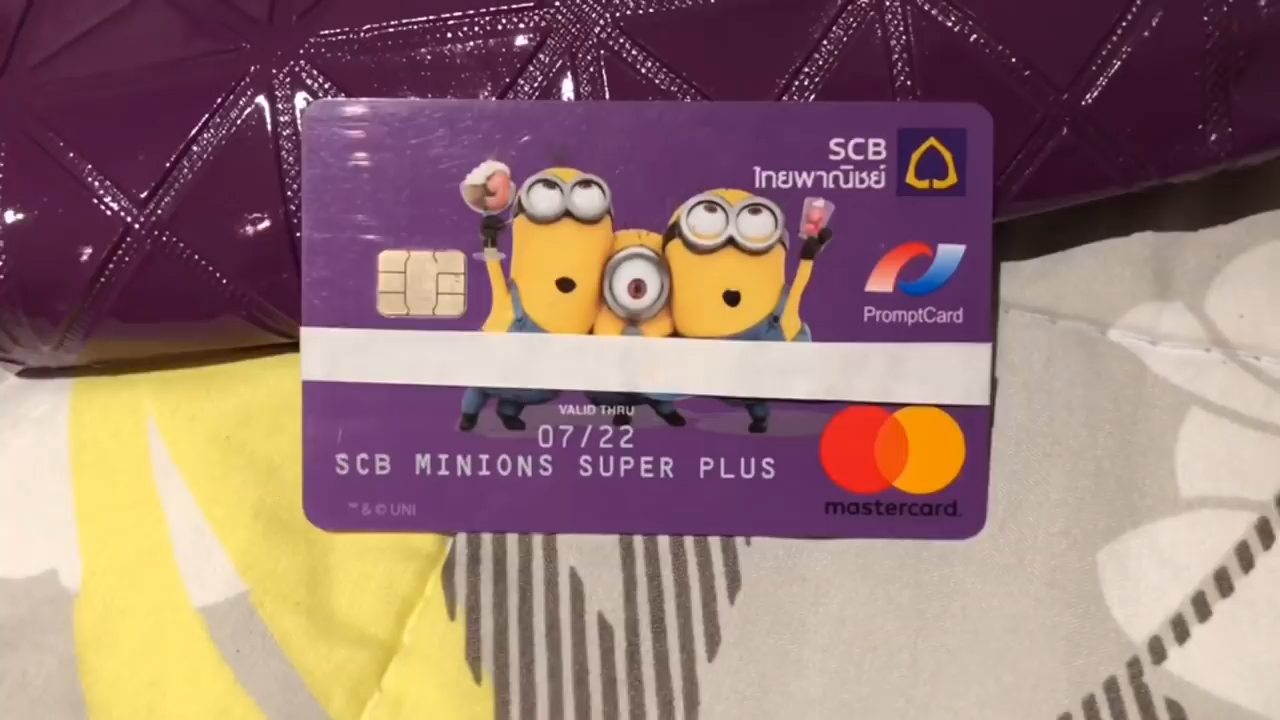 SCB
ไทยพาณิชย์
PromptCard
VALID THRU
07/22
SCB MINIONS SUPER PLUS
™ & © UNI
mastercard.